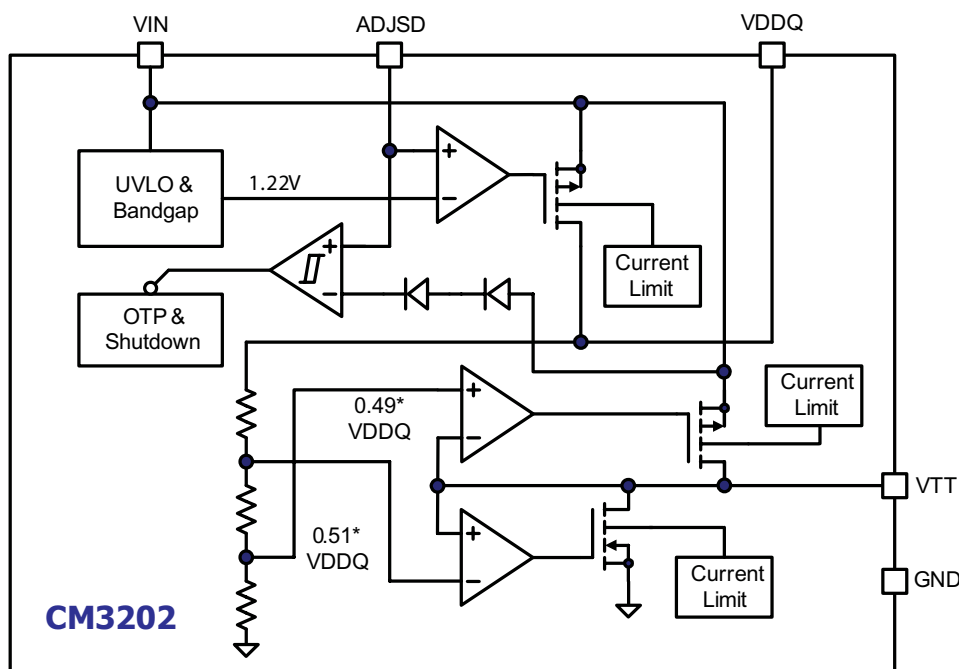 VIN
ADJSD
VDDQ
UVLO &
Bandgap
1.22V
+
-
Current
Limit
+
-
OTP &
Shutdown
0.49*
VDDQ
+
-
Current
Limit
VTT
0.51*
VDDQ
+
-
Current
Limit
GND
CM3202